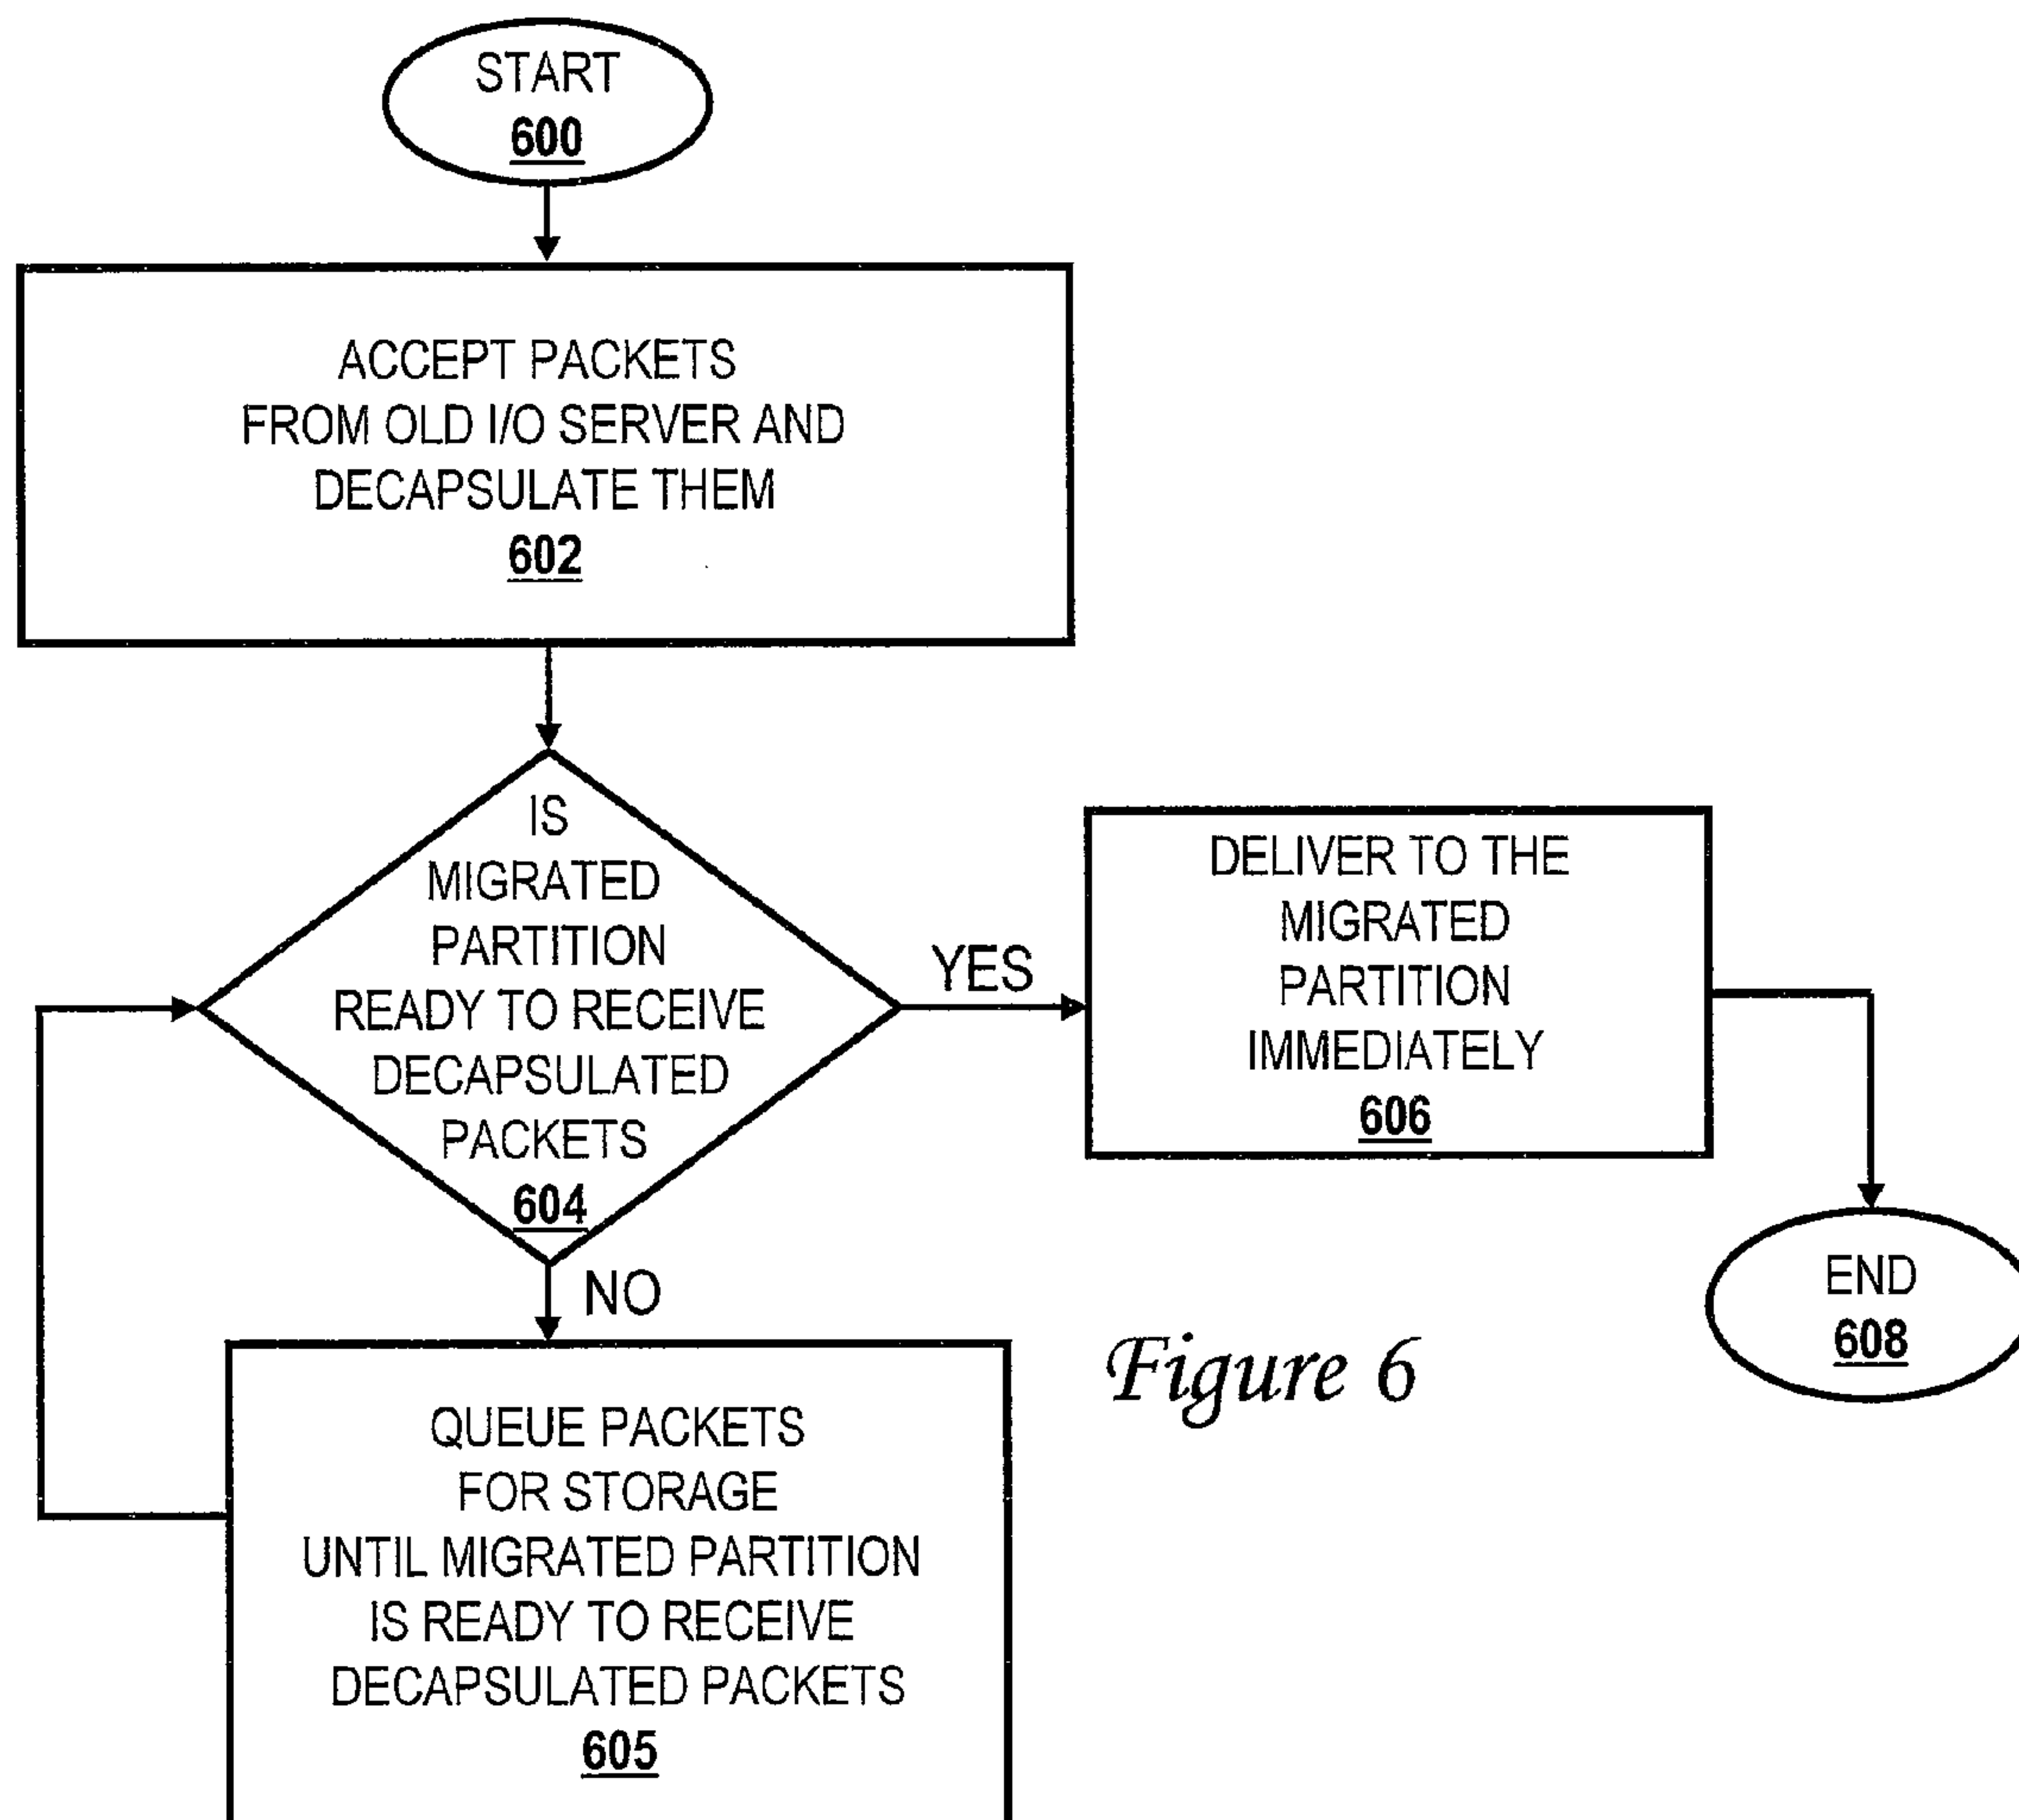 START
600
ACCEPT PACKETS
FROM OLD I/O SERVER AND
DECAPSULATE THEM
602
IS
MIGRATED
PARTITION
READY TO RECEIVE
DECAPSULATED
PACKETS
604
YES
DELIVER TO THE
MIGRATED
PARTITION
IMMEDIATELY
606
END
608
NO
QUEUE PACKETS
FOR STORAGE
UNTIL MIGRATED PARTITION
IS READY TO RECEIVE
DECAPSULATED PACKETS
605
Figure 6